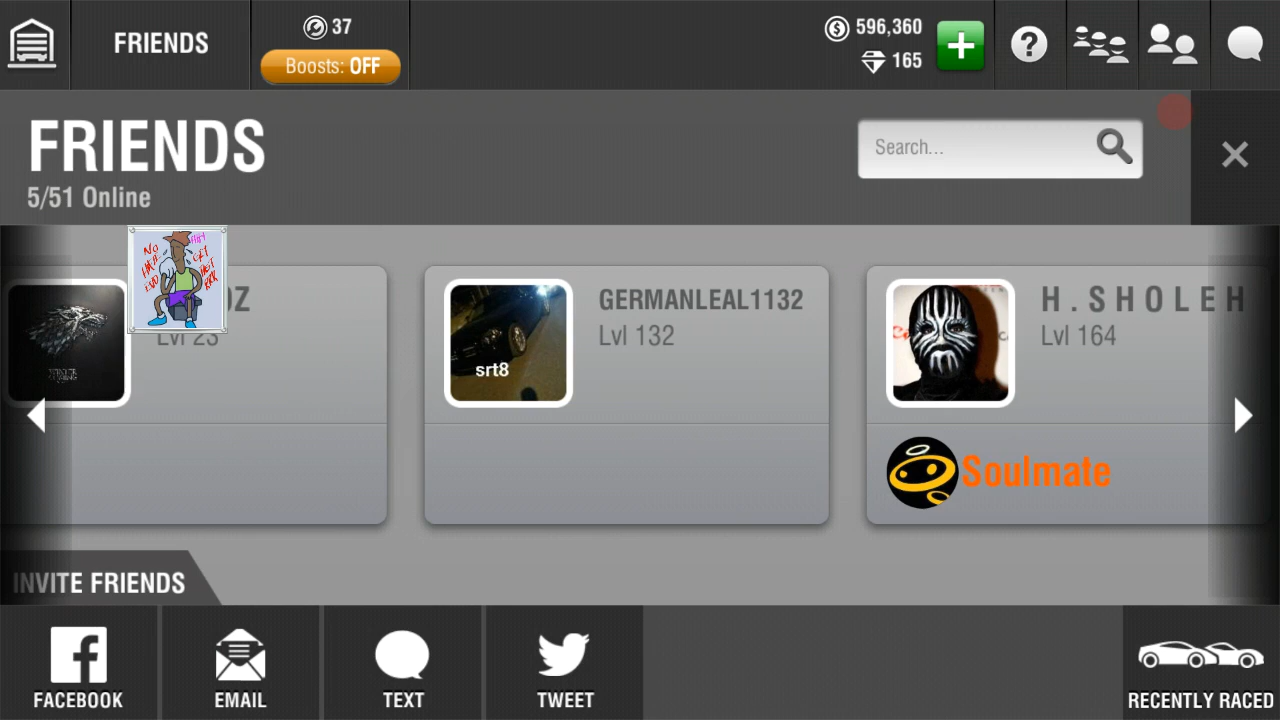 FRIENDS
37
Boosts: OFF
596,360
165
?
FRIENDS
5/51 Online
Search...
NO
Lvl 23
GERMANLEAL1132
Lvl 132
srt8
H.SHOLEH
Lvl 164
Soulmate
INVITE FRIENDS
FACEBOOK
EMAIL
TEXT
TWEET
RECENTLY RACED